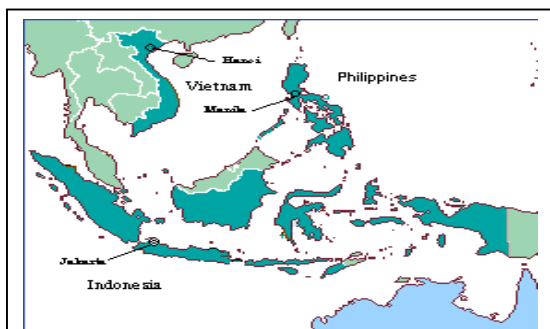 Hanoi
Vietnam
Philippines
Manila
Jakarta
Indonesia